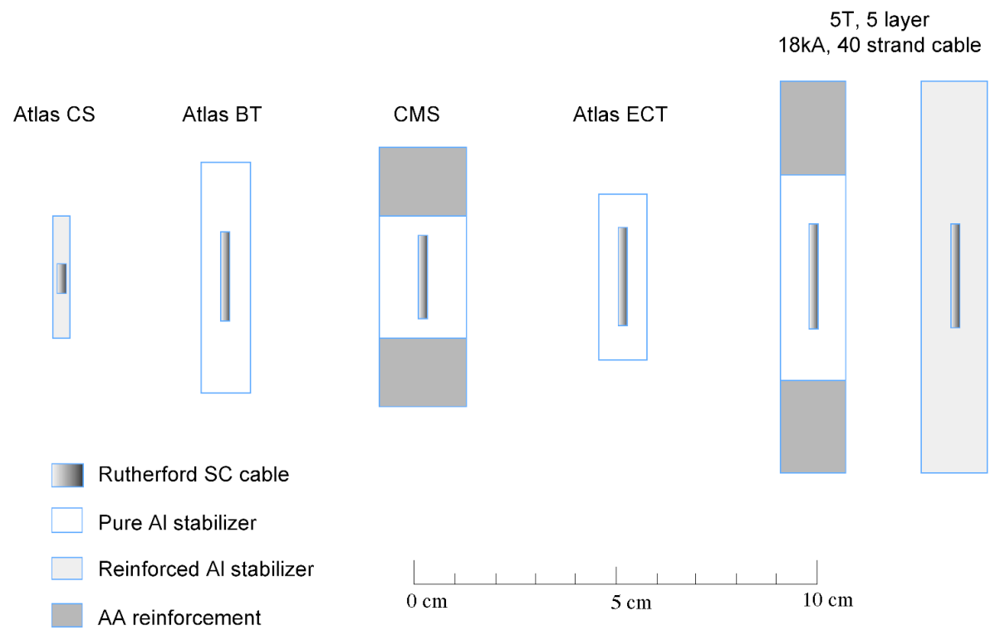 5T, 5 layer
18kA, 40 strand cable
Atlas CS
Atlas BT
CMS
Atlas ECT
Rutherford SC cable
Pure Al stabilizer
Reinforced Al stabilizer
AA reinforcement
0 cm
5 cm
10 cm